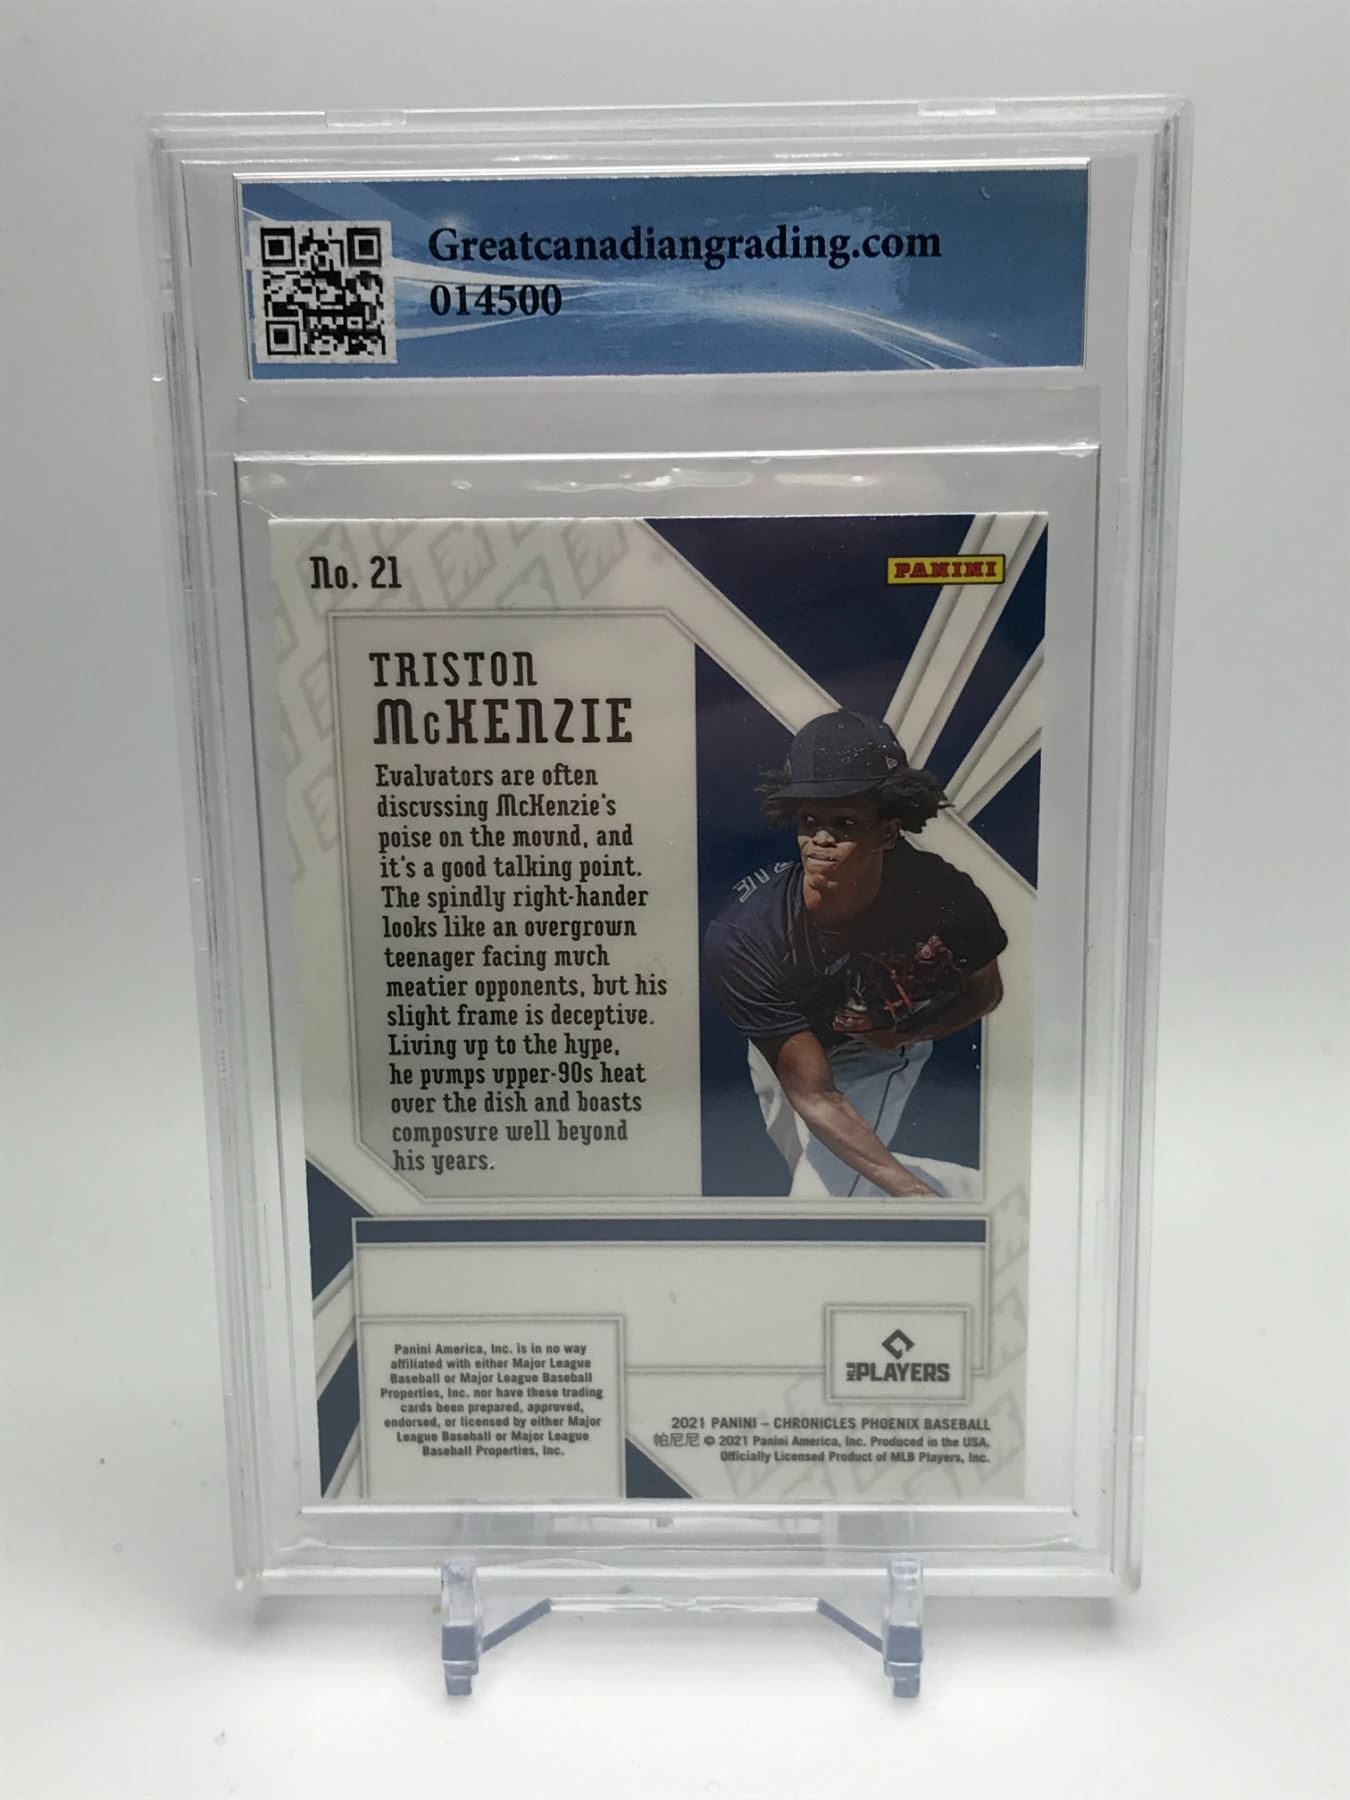 Greatcanadiangrading.com
014500
No. 21
PANINI
TRISTON
McKENZIE
Evaluators are often
discussing McKenzie's
poise on the mound, and
it's a good talking point.
The spindly right-hander
looks like an overgrown
teenager facing much
meatier opponents, but his
slight frame is deceptive.
Living up to the hype,
he pumps upper-90s heat
over the dish and boasts
composure well beyond
his years.
Panini America, Inc. is in no way
affiliated with either Major League
Baseball or Major League Baseball
Properties, Inc. nor have these trading
cards been prepared, approved,
endorsed, or licensed by either Major
League Baseball or Major League
Baseball Properties, Inc.
MLB PLAYERS
2021 PANINI – CHRONICLES PHOENIX BASEBALL
帕尼尼 © 2021 Panini America, Inc. Produced in the USA.
Officially Licensed Product of MLB Players, Inc.